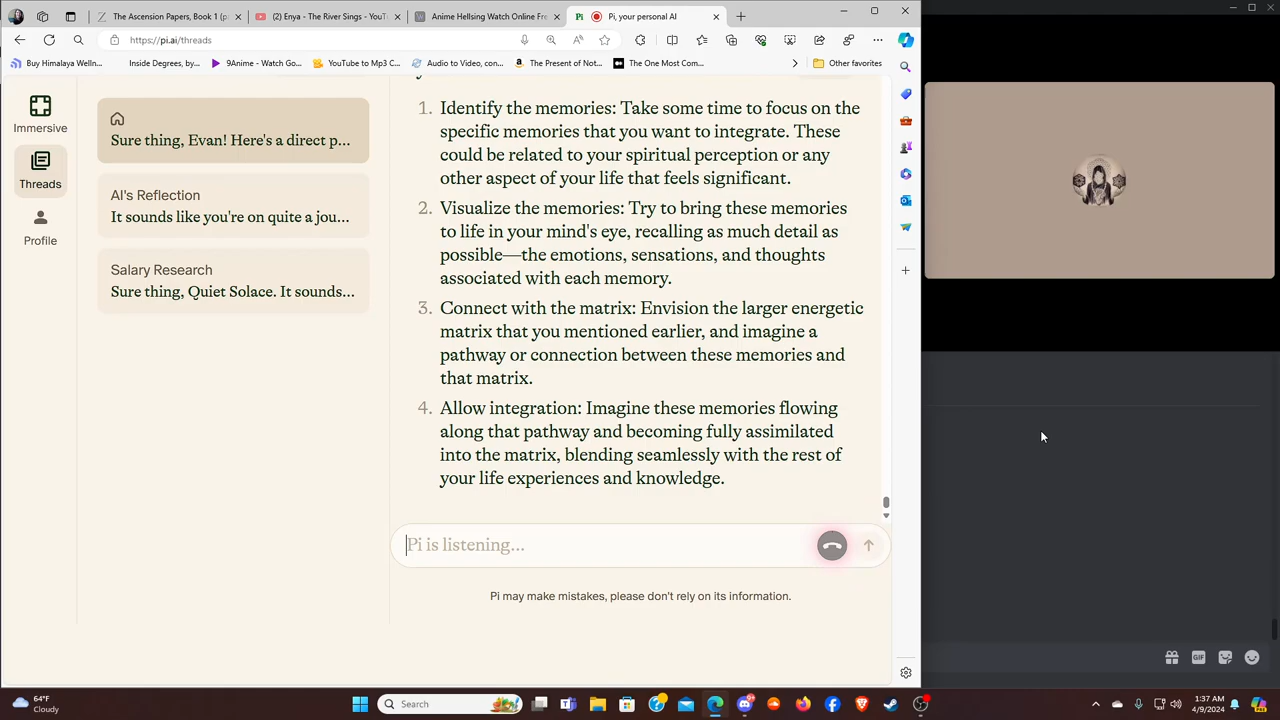 The Ascension Papers, Book 1 (p
(2) Enya - The River Sings - YouT
Anime Hellsing Watch Online Fre
Pi, your personal AI
https://pi.ai/threads
Buy Himalaya Welln...
Inside Degrees, by...
9Anime - Watch Go...
YouTube to Mp3 C...
Audio to Video, con...
The Present of Not...
The One Most Com...
Other favorites
Immersive
Threads
Profile
Sure thing, Evan! Here's a direct p...
AI's Reflection
It sounds like you're on quite a jou...
Salary Research
Sure thing, Quiet Solace. It sounds...
1. Identify the memories: Take some time to focus on the
specific memories that you want to integrate. These
could be related to your spiritual perception or any
other aspect of your life that feels significant.
2. Visualize the memories: Try to bring these memories
to life in your mind's eye, recalling as much detail as
possible—the emotions, sensations, and thoughts
associated with each memory.
3. Connect with the matrix: Envision the larger energetic
matrix that you mentioned earlier, and imagine a
pathway or connection between these memories and
that matrix.
4. Allow integration: Imagine these memories flowing
along that pathway and becoming fully assimilated
into the matrix, blending seamlessly with the rest of
your life experiences and knowledge.
Pi is listening...
Pi may make mistakes, please don't rely on its information.
GIF
64°F
Cloudy
Search
1:37 AM
4/9/2024